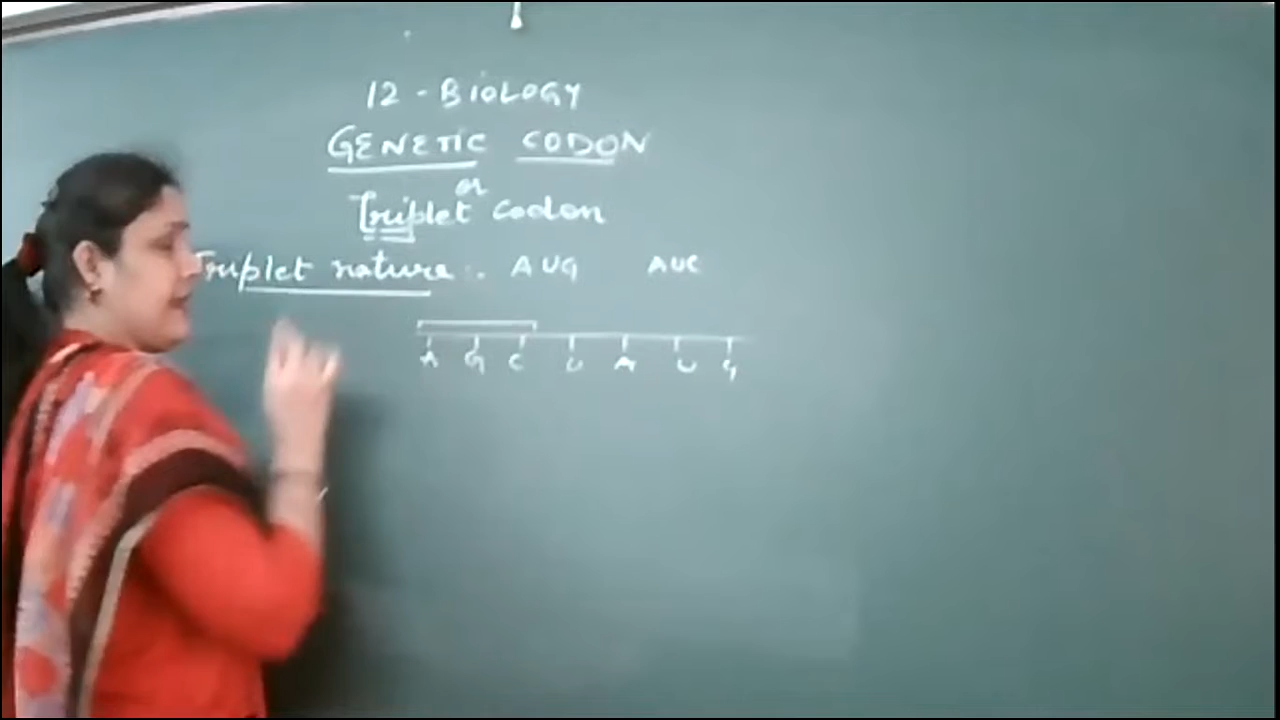 12 - BIOLOGY
GENETIC CODON
or
Triplet Codon
Triplet nature :- AUG AUC
A G C U A U G